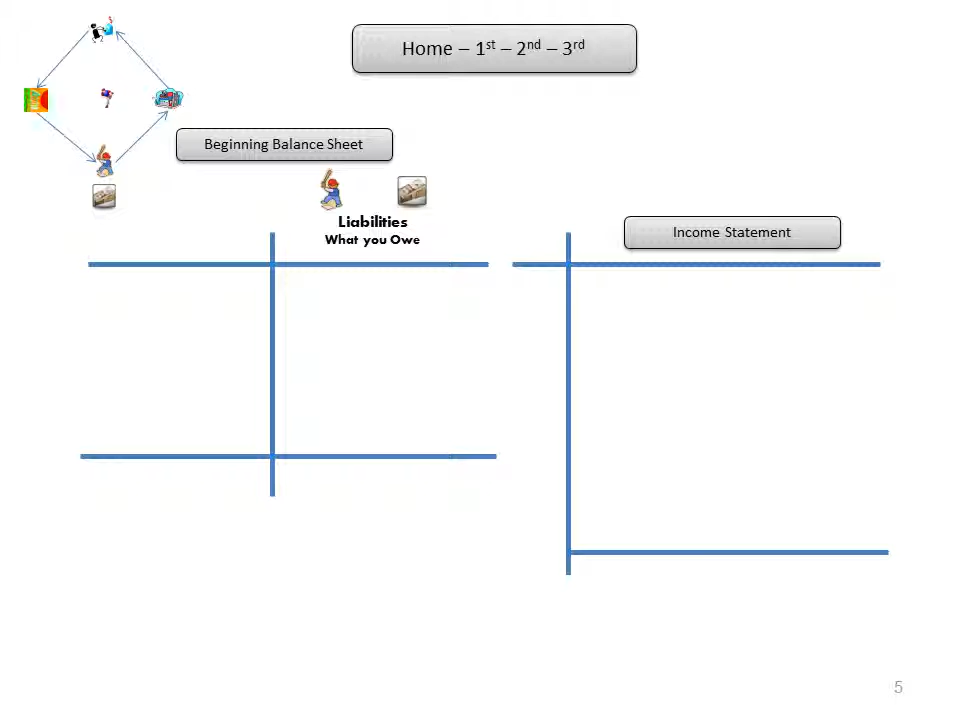 Home – 1st – 2nd – 3rd
Beginning Balance Sheet
Liabilities
What you Owe
Income Statement
5